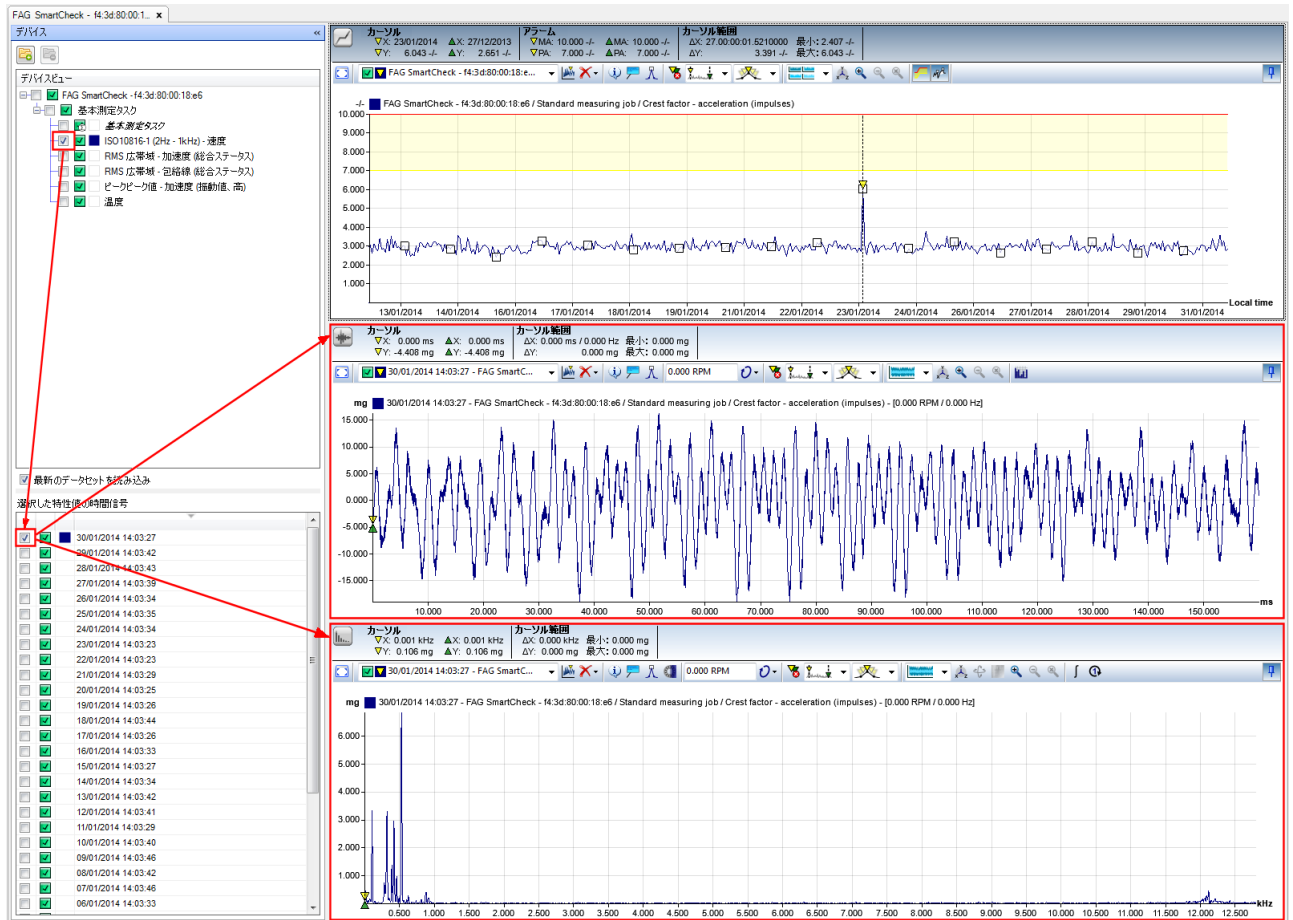 FAG SmartCheck - f4:3d:80:00:1... x
デバイス «
デバイスビュー
FAG SmartCheck - f4:3d:80:00:18:e6
基本測定タスク
基本測定タスク
ISO10816-1 (2Hz - 1kHz) - 速度
RMS 広帯域 - 加速度 (総合ステータス)
RMS 広帯域 - 包絡線 (総合ステータス)
ピークピーク値 - 加速度 (振動値、高)
温度
最新のデータセットを読み込み
選択した特性値の時間信号
30/01/2014 14:03:27
29/01/2014 14:03:42
28/01/2014 14:03:43
27/01/2014 14:03:39
26/01/2014 14:03:34
25/01/2014 14:03:35
24/01/2014 14:03:34
23/01/2014 14:03:23
22/01/2014 14:03:23
21/01/2014 14:03:29
20/01/2014 14:03:25
19/01/2014 14:03:26
18/01/2014 14:03:44
17/01/2014 14:03:26
16/01/2014 14:03:33
15/01/2014 14:03:27
14/01/2014 14:03:34
13/01/2014 14:03:42
12/01/2014 14:03:41
11/01/2014 14:03:29
10/01/2014 14:03:40
09/01/2014 14:03:46
08/01/2014 14:03:42
07/01/2014 14:03:46
06/01/2014 14:03:33
カーソル アラーム カーソル範囲
X: 23/01/2014 X: 27/12/2013 MA: 10.000 -/- MA: 10.000 -/- ΔX: 27.00:00:01.5210000 最小: 2.407 -/-
Y: 6.043 -/- Y: 2.651 -/- PA: 7.000 -/- PA: 7.000 -/- ΔY: 3.391 -/- 最大: 6.043 -/-
FAG SmartCheck - f4:3d:80:00:18:e...
-/- FAG SmartCheck - f4:3d:80:00:18:e6 / Standard measuring job / Crest factor - acceleration (impulses)
10.000
9.000
8.000
7.000
6.000
5.000
4.000
3.000
2.000
1.000
Local time
13/01/2014 14/01/2014 16/01/2014 17/01/2014 18/01/2014 19/01/2014 21/01/2014 22/01/2014 23/01/2014 24/01/2014 26/01/2014 27/01/2014 28/01/2014 29/01/2014 31/01/2014
カーソル カーソル範囲
X: 0.000 ms X: 0.000 ms ΔX: 0.000 ms / 0.000 Hz 最小: 0.000 mg
Y: -4.408 mg Y: -4.408 mg ΔY: 0.000 mg 最大: 0.000 mg
30/01/2014 14:03:27 - FAG SmartC... 0.000 RPM
mg 30/01/2014 14:03:27 - FAG SmartCheck - f4:3d:80:00:18:e6 / Standard measuring job / Crest factor - acceleration (impulses) - [0.000 RPM / 0.000 Hz]
15.000
10.000
5.000
0.000
-5.000
-10.000
-15.000
ms
10.000 20.000 30.000 40.000 50.000 60.000 70.000 80.000 90.000 100.000 110.000 120.000 130.000 140.000 150.000
カーソル カーソル範囲
X: 0.001 kHz X: 0.001 kHz ΔX: 0.000 kHz 最小: 0.000 mg
Y: 0.106 mg Y: 0.106 mg ΔY: 0.000 mg 最大: 0.000 mg
30/01/2014 14:03:27 - FAG SmartC... 0.000 RPM
mg 30/01/2014 14:03:27 - FAG SmartCheck - f4:3d:80:00:18:e6 / Standard measuring job / Crest factor - acceleration (impulses) - [0.000 RPM / 0.000 Hz]
6.000
5.000
4.000
3.000
2.000
1.000
kHz
0.500 1.000 1.500 2.000 2.500 3.000 3.500 4.000 4.500 5.000 5.500 6.000 6.500 7.000 7.500 8.000 8.500 9.000 9.500 10.000 10.500 11.000 11.500 12.000 12.500